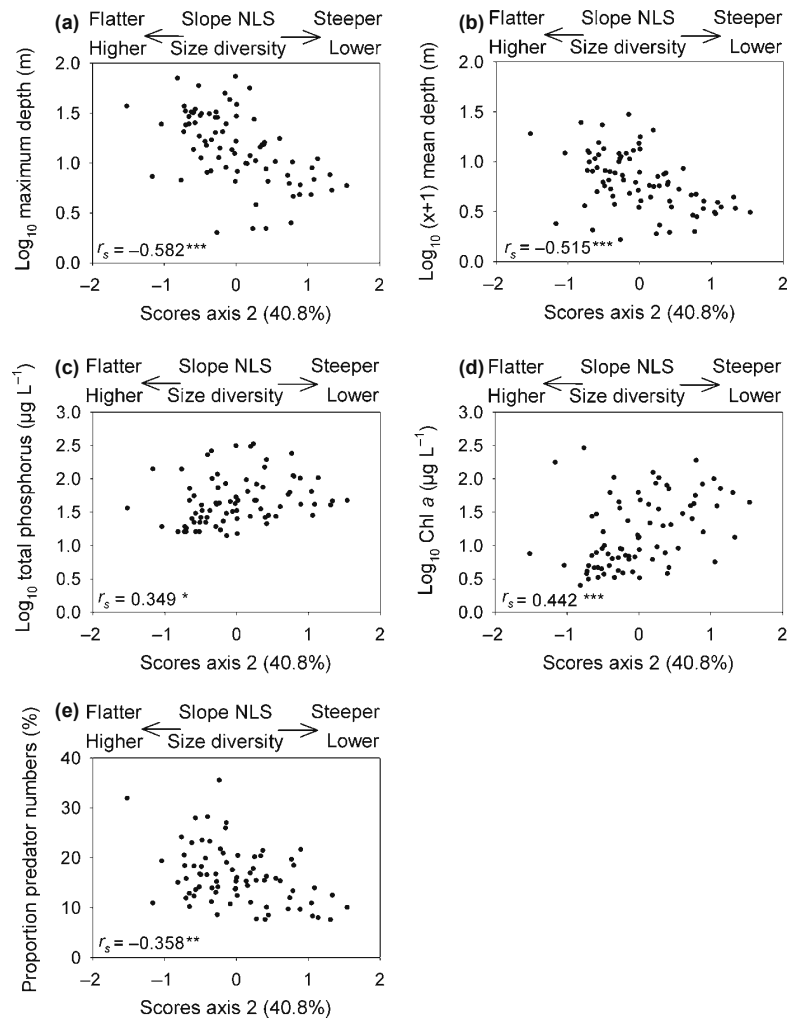 (a) Flatter Slope NLS Steeper
Higher Size diversity Lower
Log10 maximum depth (m)
2.0
1.5
1.0
0.5
0.0
rs = –0.582***
–2 –1 0 1 2
Scores axis 2 (40.8%)
(b) Flatter Slope NLS Steeper
Higher Size diversity Lower
Log10 (x+1) mean depth (m)
2.0
1.5
1.0
0.5
0.0
rs = –0.515***
–2 –1 0 1 2
Scores axis 2 (40.8%)
(c) Flatter Slope NLS Steeper
Higher Size diversity Lower
Log10 total phosphorus (µg L–1)
3.0
2.5
2.0
1.5
1.0
0.5
0.0
rs = 0.349 *
–2 –1 0 1 2
Scores axis 2 (40.8%)
(d) Flatter Slope NLS Steeper
Higher Size diversity Lower
Log10 Chl a (µg L–1)
3.0
2.5
2.0
1.5
1.0
0.5
0.0
rs = 0.442 ***
–2 –1 0 1 2
Scores axis 2 (40.8%)
(e) Flatter Slope NLS Steeper
Higher Size diversity Lower
Proportion predator numbers (%)
40
30
20
10
0
rs = –0.358**
–2 –1 0 1 2
Scores axis 2 (40.8%)